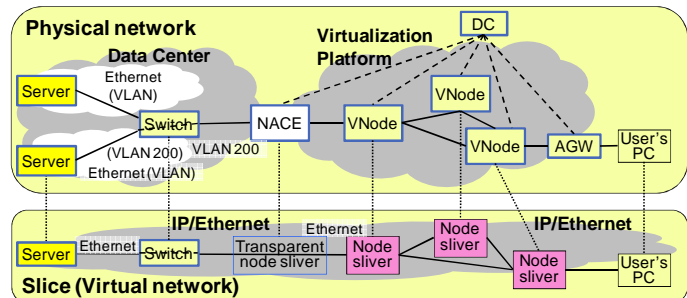 Physical network
Data Center
Virtualization
Platform
DC
Ethernet
(VLAN)
Server
Switch
NACE
VNode
VNode
VNode
AGW
User's
PC
Server
(VLAN 200)
VLAN 200
Ethernet (VLAN)
IP/Ethernet
Ethernet
IP/Ethernet
Server
Ethernet
Switch
Transparent
node sliver
Node
sliver
Node
sliver
Node
sliver
User's
PC
Slice (Virtual network)